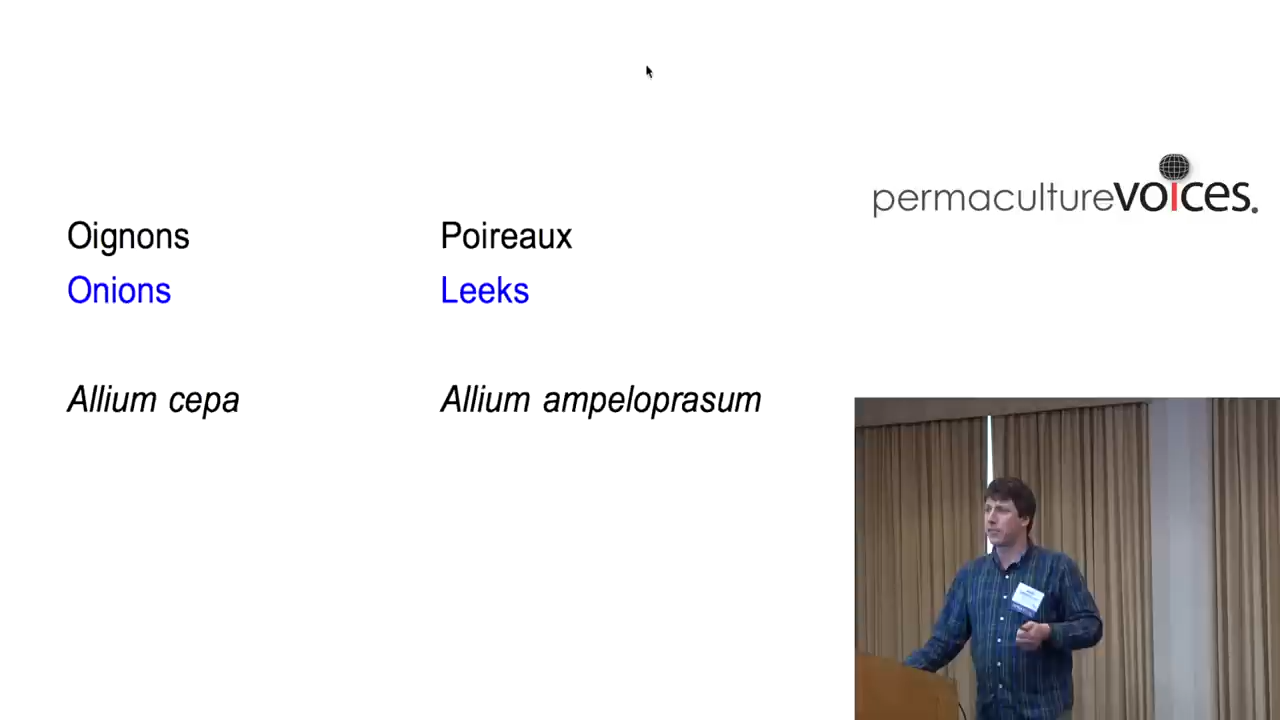 permaculturevoices.
Oignons
Poireaux
Onions
Leeks
Allium cepa
Allium ampeloprasum